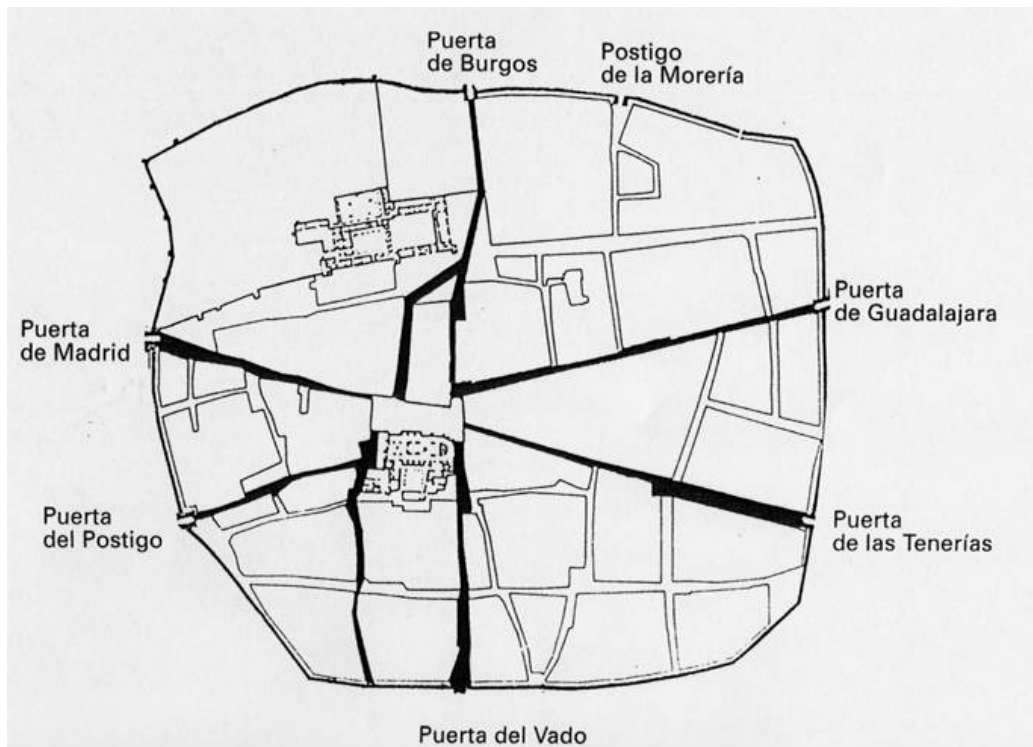 Puerta
de Burgos
Postigo
de la Morería
Puerta
de Guadalajara
Puerta
de Madrid
Puerta
del Postigo
Puerta
de las Tenerías
Puerta del Vado